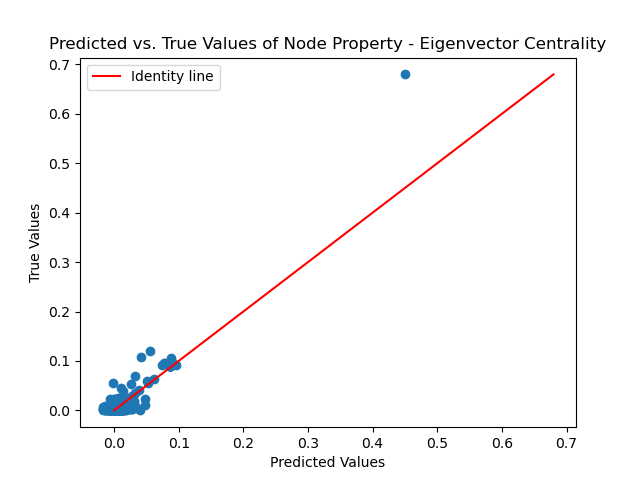 Predicted vs. True Values of Node Property - Eigenvector Centrality
Identity line
True Values
0.7
0.6
0.5
0.4
0.3
0.2
0.1
0.0
0.0 0.1 0.2 0.3 0.4 0.5 0.6 0.7
Predicted Values